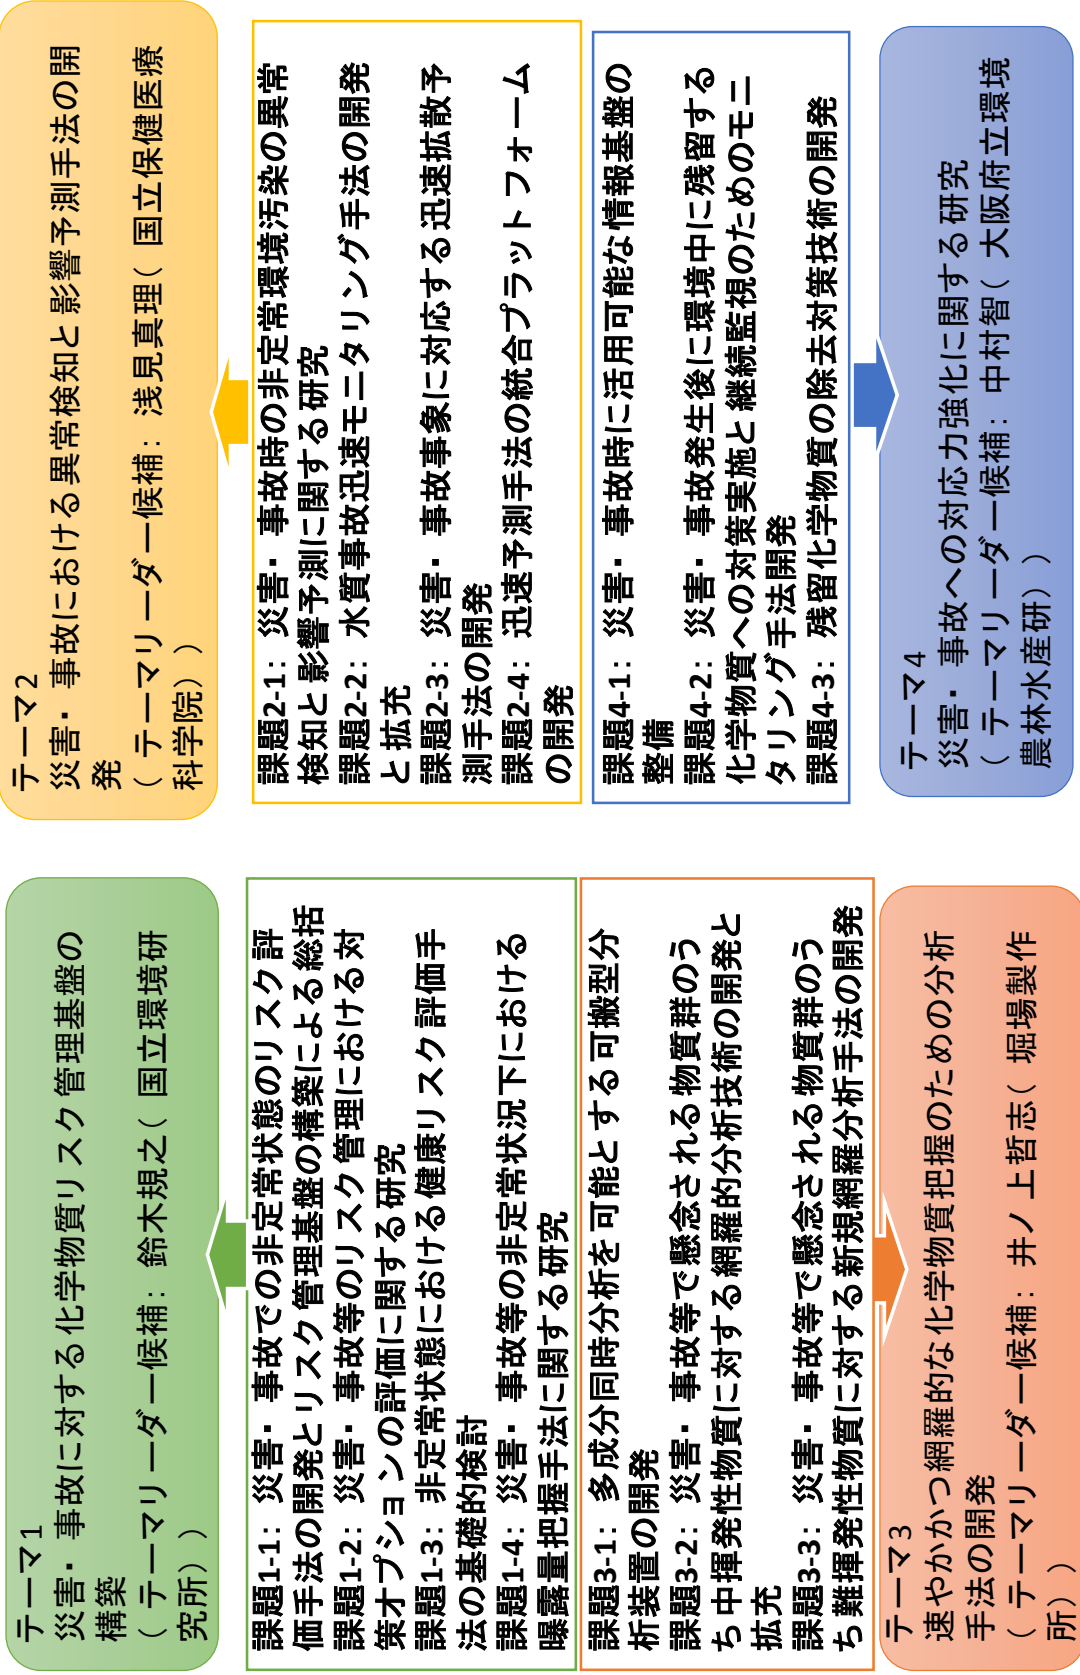 テーマ1
災害・事故に対する化学物質リスク管理基盤の
構築
（テーマリーダー候補：鈴木規之（国立環境研
究所））
課題1-1：災害・事故での非定常状態のリスク評
価手法の開発とリスク管理基盤の構築による総括
課題1-2：災害・事故等のリスク管理における対
策オプションの評価に関する研究
課題1-3：非定常状態における健康リスク評価手
法の基礎的検討
課題1-4：災害・事故等の非定常状況下における
曝露量把握手法に関する研究
テーマ2
災害・事故における異常検知と影響予測手法の開
発
（テーマリーダー候補：浅見真理（国立保健医療
科学院））
課題2-1：災害・事故時の非定常環境汚染の異常
検知と影響予測に関する研究
課題2-2：水質事故迅速モニタリング手法の開発
と拡充
課題2-3：災害・事故事象に対応する迅速拡散予
測手法の開発
課題2-4：迅速予測手法の統合プラットフォーム
の開発
課題3-1：多成分同時分析を可能とする可搬型分
析装置の開発
課題3-2：災害・事故等で懸念される物質群のう
ち中揮発性物質に対する網羅的分析技術の開発と
拡充
課題3-3：災害・事故等で懸念される物質群のう
ち難揮発性物質に対する新規網羅分析手法の開発
テーマ3
速やかかつ網羅的な化学物質把握のための分析
手法の開発
（テーマリーダー候補：井ノ上哲志（堀場製作
所））
課題4-1：災害・事故時に活用可能な情報基盤の
整備
課題4-2：災害・事故発生後に環境中に残留する
化学物質への対策実施と継続監視のためのモニ
タリング手法開発
課題4-3：残留化学物質の除去対策技術の開発
テーマ4
災害・事故への対応力強化に関する研究
（テーマリーダー候補：中村智（大阪府立環境
農林水産研））